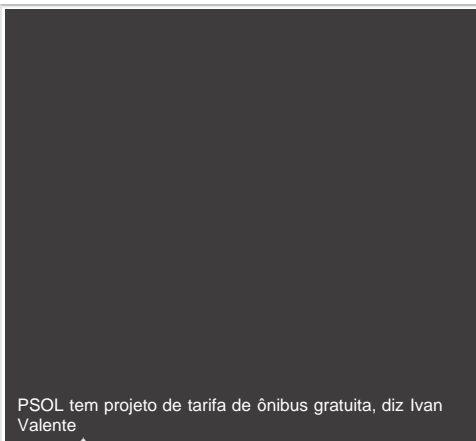 PSOL tem projeto de tarifa de ônibus gratuita, diz Ivan
Valente